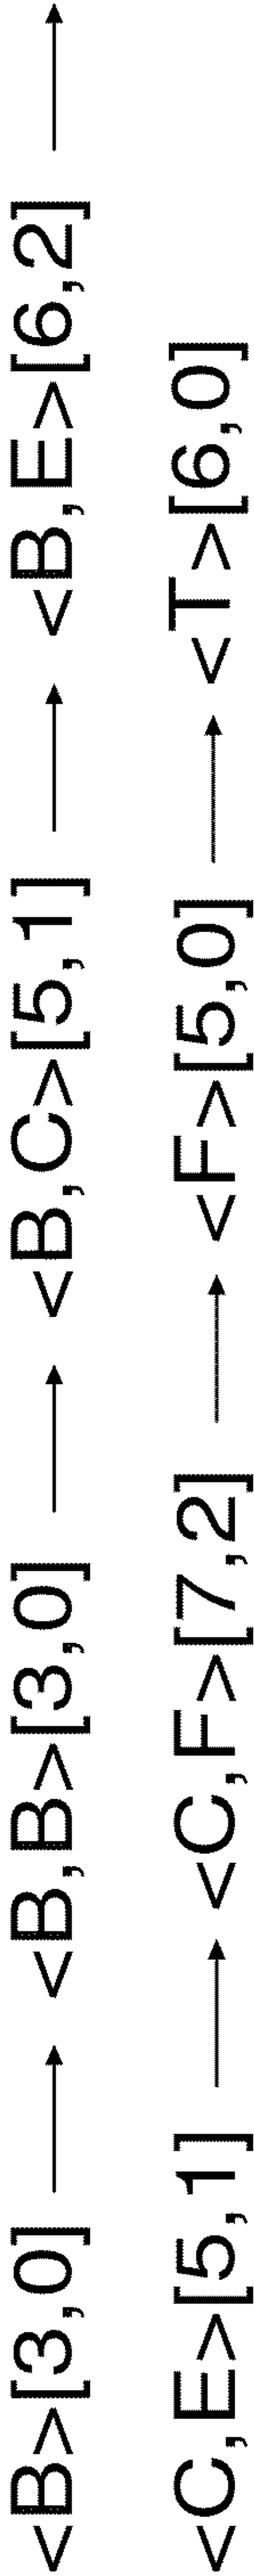 <B>[3,0] → <B,B>[3,0] → <B,C>[5,1] → <B,E>[6,2] →
<C,E>[5,1] → <C,F>[7,2] → <F>[5,0] → <T>[6,0]